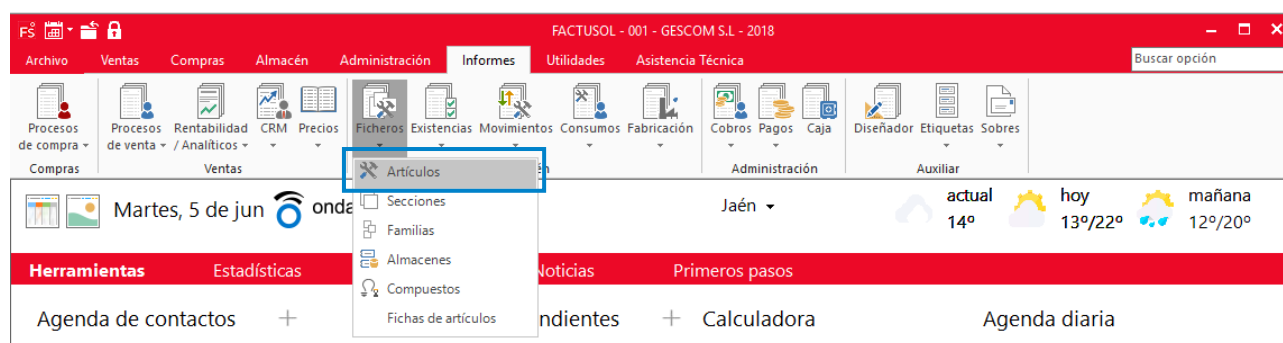 FS
FACTUSOL - 001 - GESCOM S.L - 2018
Archivo Ventas Compras Almacén Administración Informes Utilidades Asistencia Técnica Buscar opción
Procesos de compra
Procesos de venta
Rentabilidad / Analíticos
CRM
Precios
Ficheros
Existencias
Movimientos
Consumos
Fabricación
Cobros
Pagos
Caja
Diseñador
Etiquetas
Sobres
Compras Ventas Administración Auxiliar
Artículos
Secciones
Familias
Almacenes
Compuestos
Fichas de artículos
Martes, 5 de jun
onda
Jaén
actual
14º
hoy
13º/22º
mañana
12º/20º
Herramientas Estadísticas Noticias Primeros pasos
Agenda de contactos + ndientes + Calculadora Agenda diaria